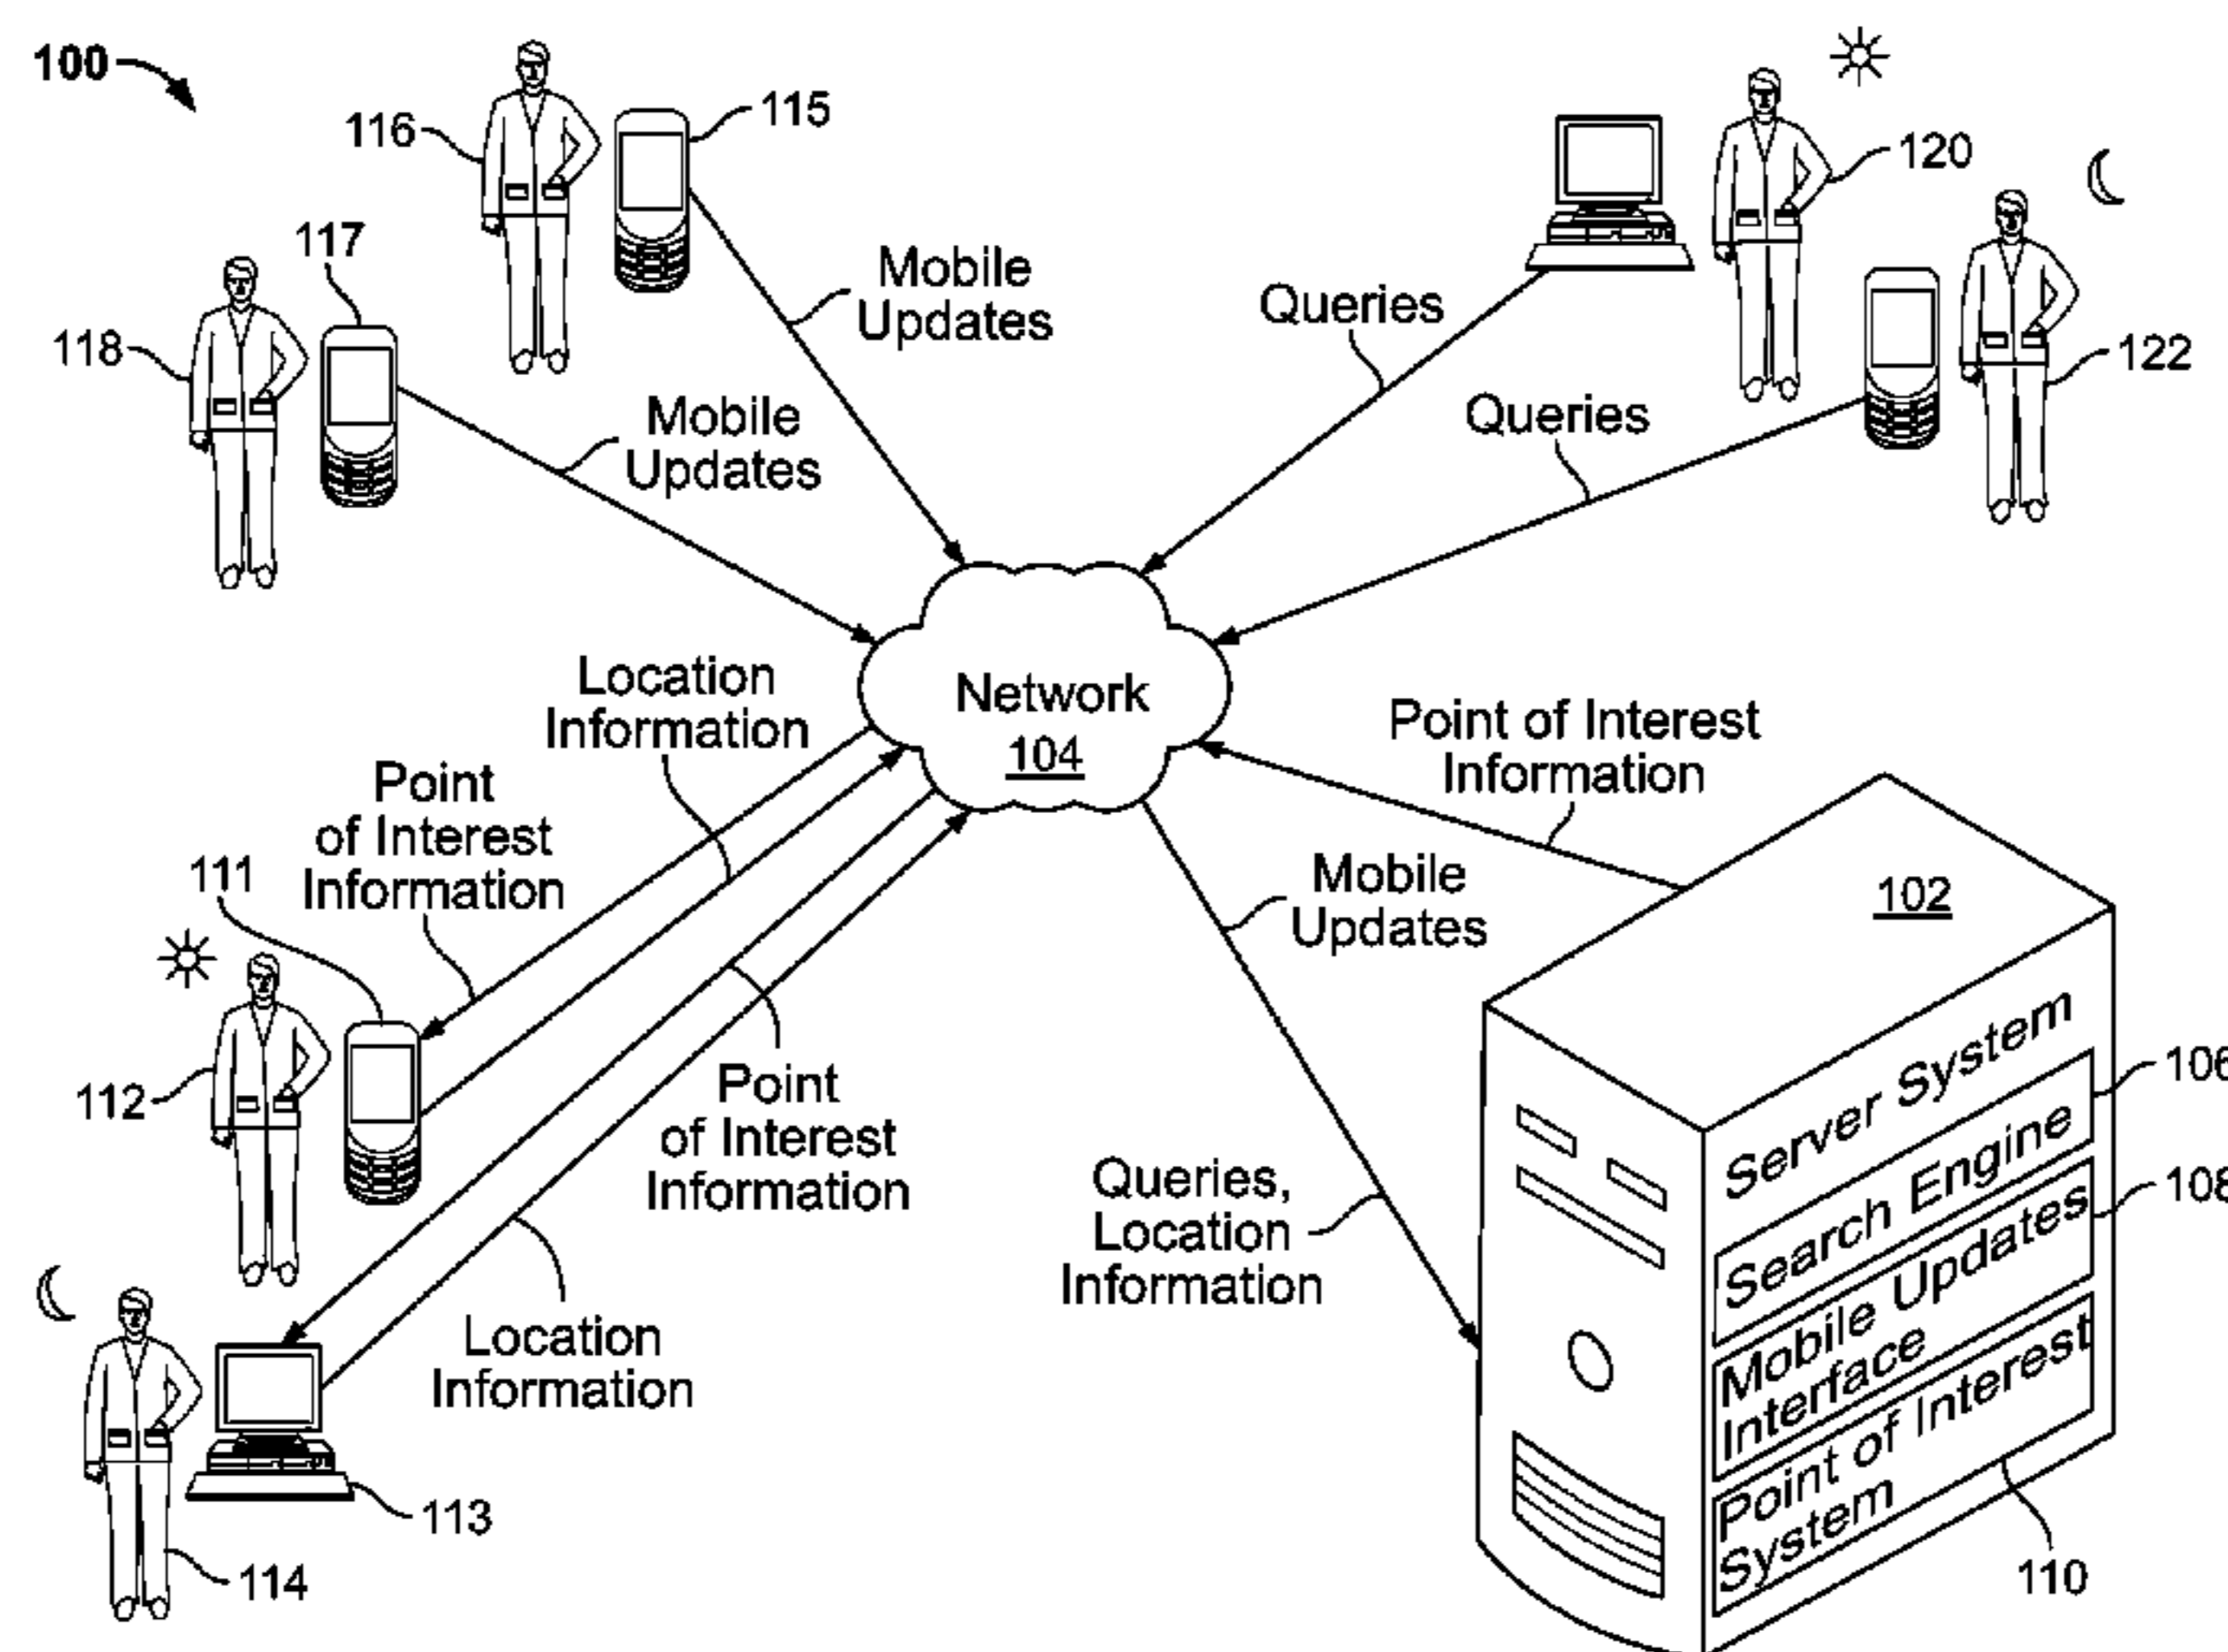 100
116
115
120
117
118
122
Mobile
Updates
Mobile
Updates
Queries
Queries
Network
104
Location
Information
Point
of Interest
Information
111
112
Point
of Interest
Information
Location
Information
113
114
Point of Interest
Information
Mobile
Updates
Queries,
Location
Information
102
Server System
Search Engine
Mobile Updates
Interface
Point of Interest
System
106
108
110